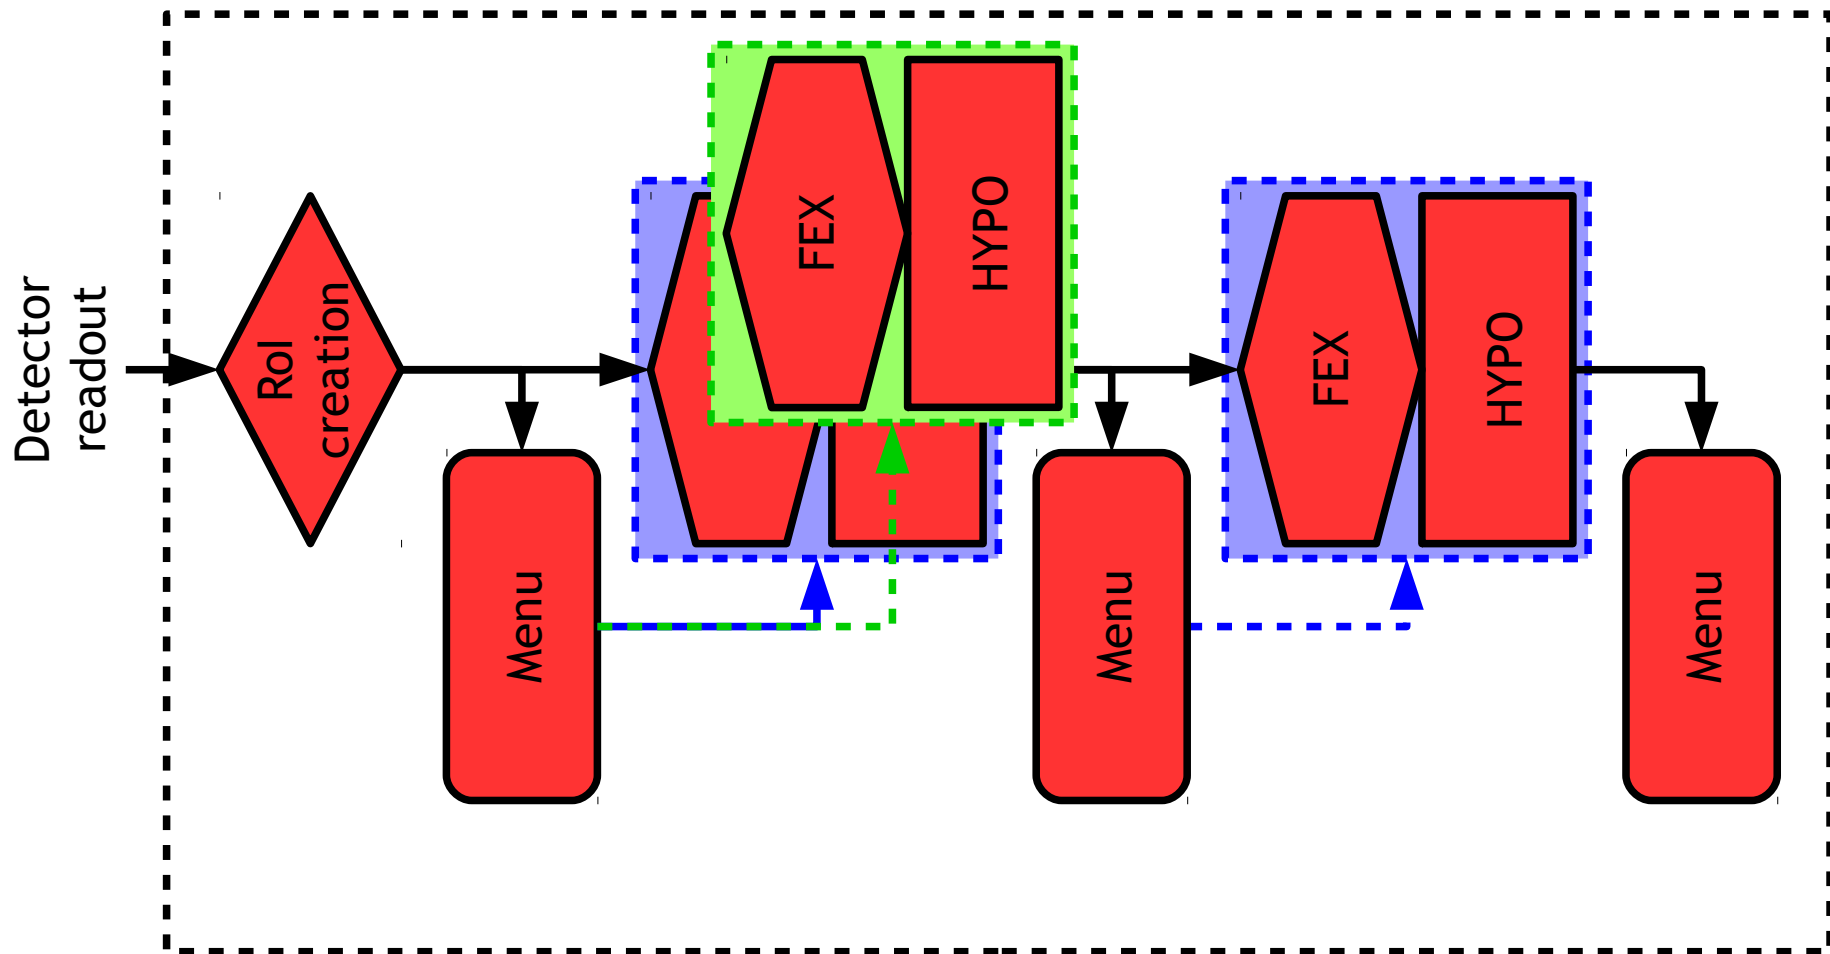 Detector
readout
RoI
creation
Menu
FEX
HYPO
Menu
FEX
HYPO
Menu